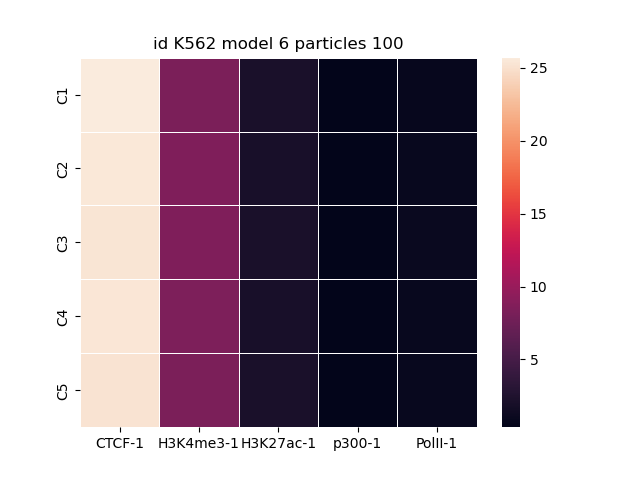 id K562 model 6 particles 100
C1
C2
C3
C4
C5
CTCF-1 H3K4me3-1 H3K27ac-1 p300-1 PolII-1
25
20
15
10
5